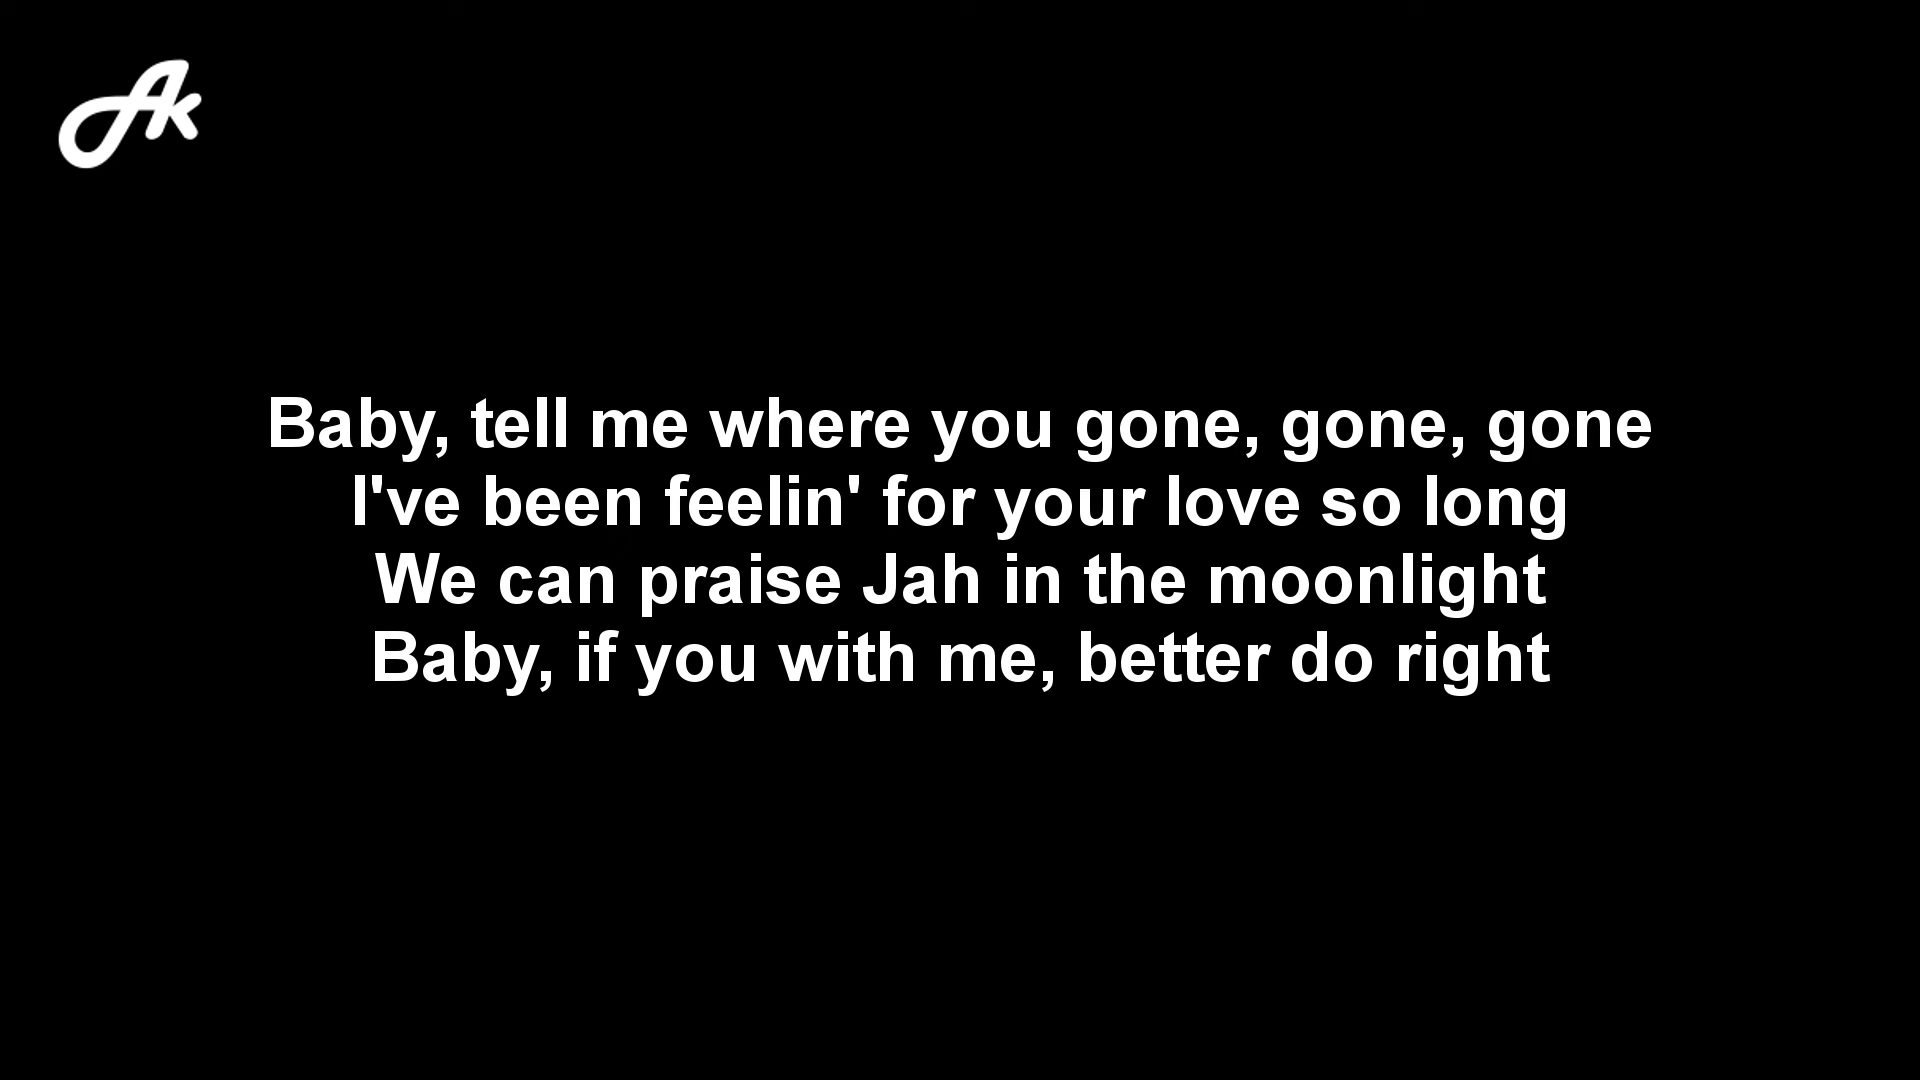 Ak
Baby, tell me where you gone, gone, gone
I've been feelin' for your love so long
We can praise Jah in the moonlight
Baby, if you with me, better do right